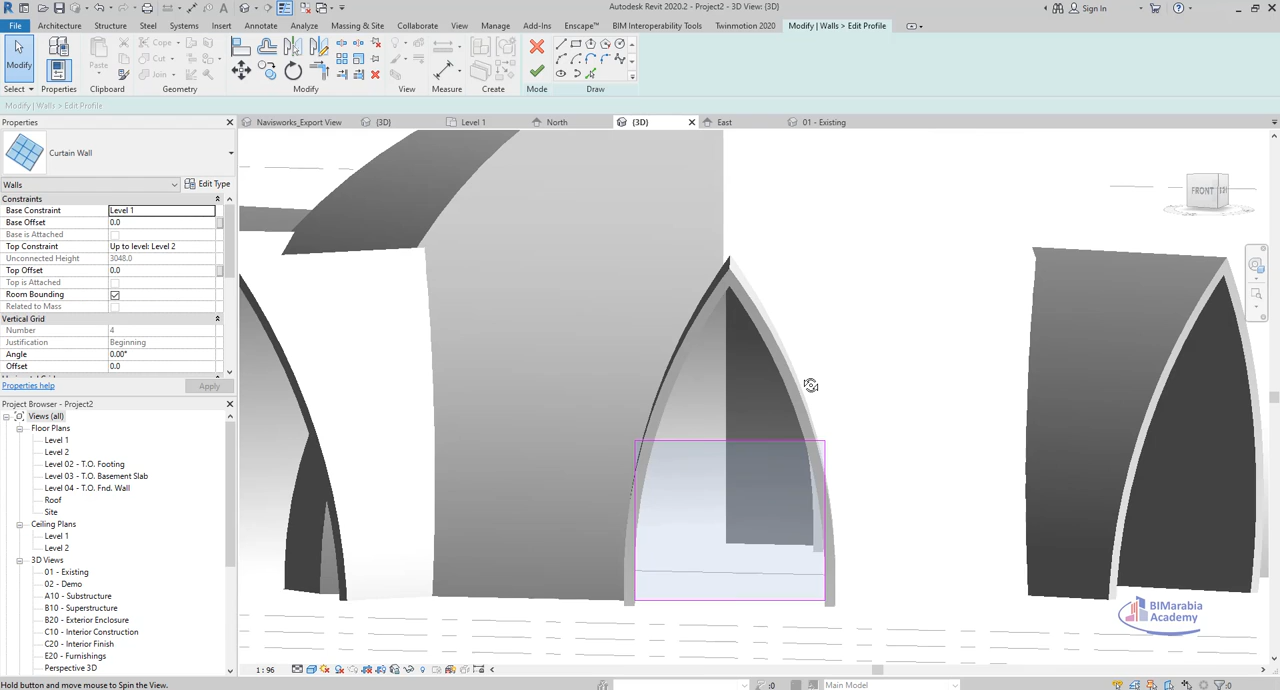 Autodesk Revit 2020.2 - Project2 - 3D View: {3D}
Sign In
File
Architecture
Structure
Steel
Systems
Insert
Annotate
Analyze
Massing & Site
Collaborate
View
Manage
Add-Ins
Enscape™
BIM Interoperability Tools
Twinmotion 2020
Modify | Walls > Edit Profile
Modify
Paste
Cope
Cut
Join
Select
Properties
Clipboard
Geometry
Modify
View
Measure
Create
Mode
Draw
Modify | Walls > Edit Profile
Properties
Navisworks_Export View
{3D}
Level 1
North
{3D}
East
01 - Existing
Curtain Wall
Walls
Edit Type
Constraints
Base Constraint Level 1
Base Offset 0.0
Base is Attached
Top Constraint Up to level: Level 2
Unconnected Height 3048.0
Top Offset 0.0
Top is Attached
Room Bounding
Related to Mass
Vertical Grid
Number 4
Justification Beginning
Angle 0.00°
Offset 0.0
Properties help
Apply
Project Browser - Project2
Views (all)
Floor Plans
Level 1
Level 2
Level 02 - T.O. Footing
Level 03 - T.O. Basement Slab
Level 04 - T.O. Fnd. Wall
Roof
Site
Ceiling Plans
Level 1
Level 2
3D Views
01 - Existing
02 - Demo
A10 - Substructure
B10 - Superstructure
B20 - Exterior Enclosure
C10 - Interior Construction
C20 - Interior Finish
E20 - Furnishings
Perspective 3D
FRONT
BIMarabia
Academy
1 : 96
Hold button and move mouse to Spin the View.
:0
Main Model
:0